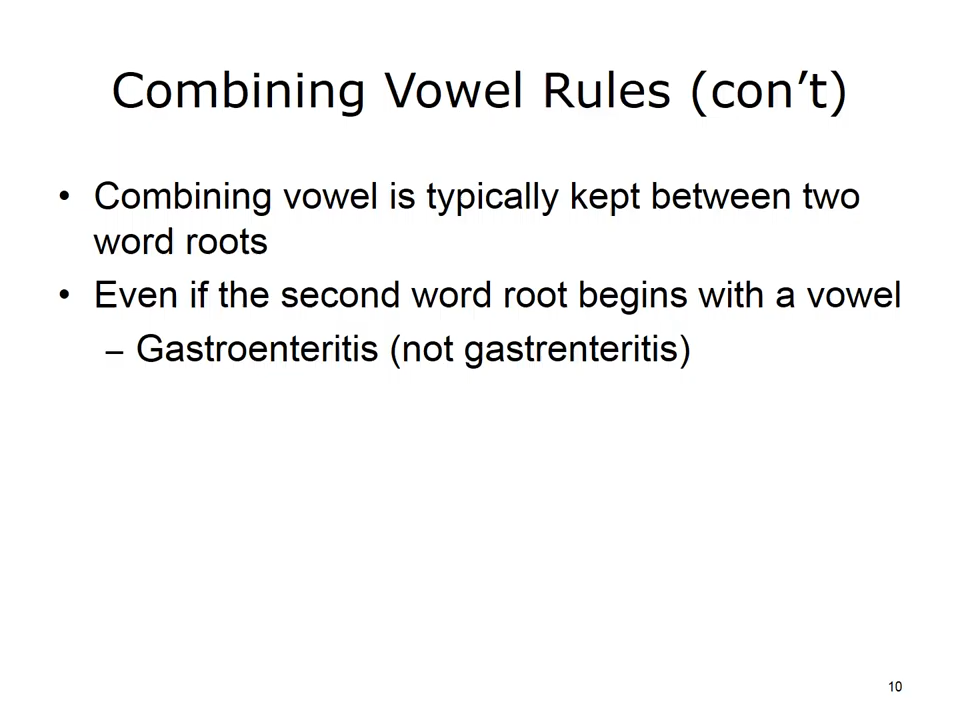 Combining Vowel Rules (con’t)
• Combining vowel is typically kept between two
word roots
• Even if the second word root begins with a vowel
– Gastroenteritis (not gastrenteritis)
10